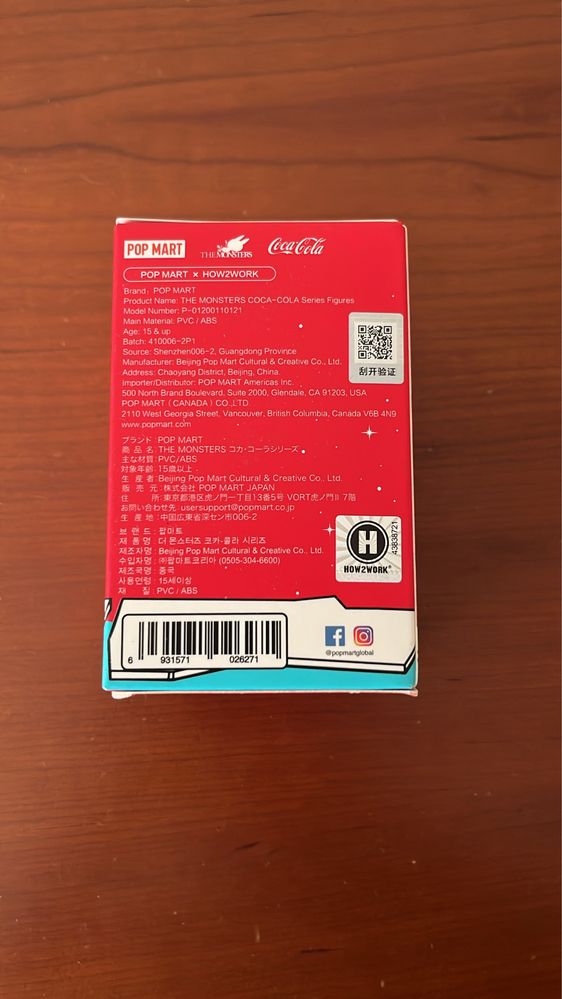 POP MART
THE MONSTERS
Coca-Cola
POP MART × HOW2WORK
Brand: POP MART
Product Name: THE MONSTERS COCA-COLA Series Figures
Model Number: P-01200110121
Main Material: PVC / ABS
Age: 15 & up
Batch: 410006-2P1
Source: Shenzhen006-2, Guangdong Province
Manufacturer: Beijing Pop Mart Cultural & Creative Co., Ltd.
Address: Chaoyang District, Beijing, China.
Importer/Distributor: POP MART Americas Inc.
500 North Brand Boulevard, Suite 2000, Glendale, CA 91203, USA
POP MART (CANADA) CO.,LTD.
2110 West Georgia Street, Vancouver, British Columbia, Canada V6B 4N9
www.popmart.com
刮开验证
ブランド: POP MART
商品名: THE MONSTERS コカ・コーラシリーズ
主な材質: PVC/ABS
対象年齢: 15歳以上
生産者: Beijing Pop Mart Cultural & Creative Co., Ltd.
販売元: 株式会社 POP MART JAPAN
住所: 東京都港区虎ノ門一丁目13番5号 VORT虎ノ門II 7階
お問い合わせ先: usersupport@popmart.co.jp
生産地: 中国広東省深セン市006-2
브랜드: 팝마트
제품명: 더 몬스터즈 코카-콜라 시리즈
제조자명: Beijing Pop Mart Cultural & Creative Co., Ltd.
수입자명: ㈜팝마트코리아 (0505-304-6600)
제조국명: 중국
사용연령: 15세이상
재질: PVC / ABS
H
HOW2WORK®
43838721
6 931571 026271
@popmartglobal